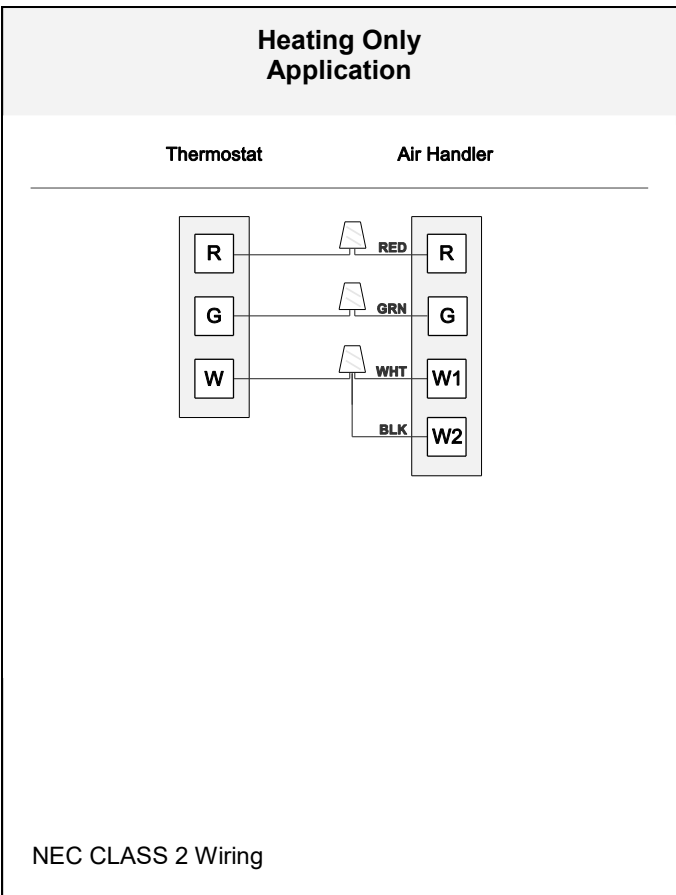 Heating Only
Application
Thermostat Air Handler
R RED R
G GRN G
W WHT W1
BLK W2
NEC CLASS 2 Wiring